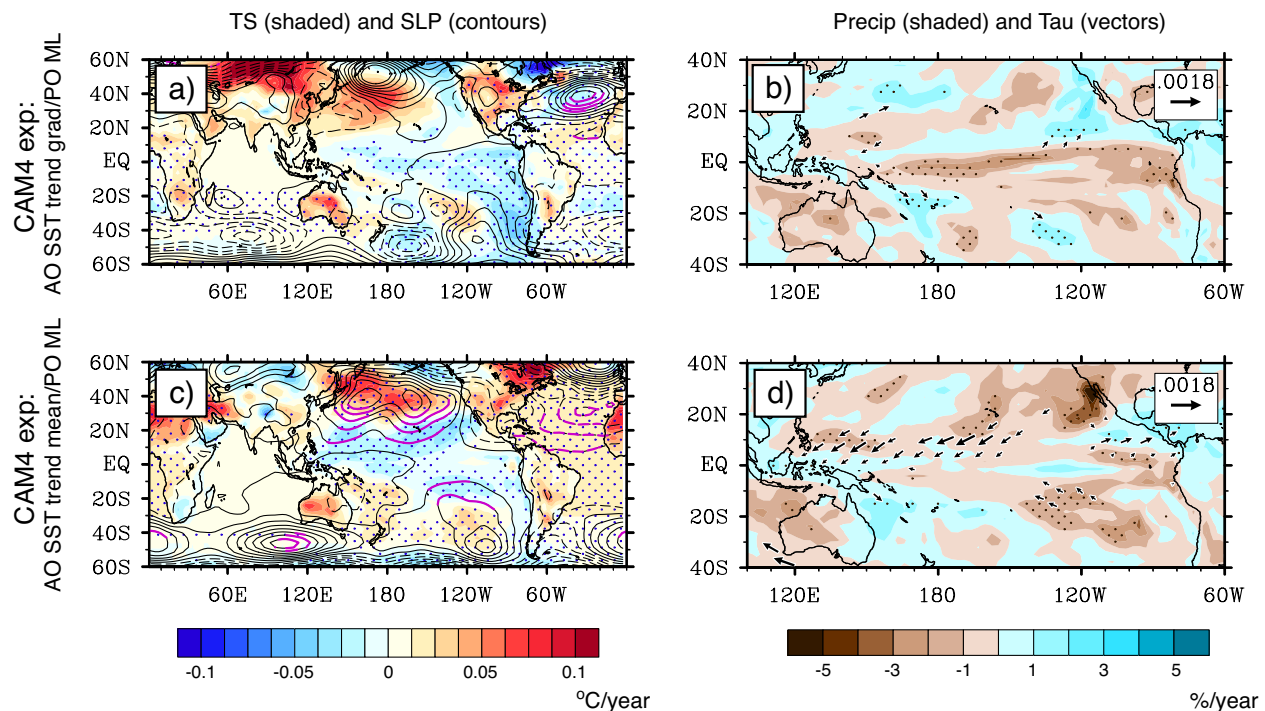 TS (shaded) and SLP (contours)
Precip (shaded) and Tau (vectors)
CAM4 exp:
AO SST trend grad/PO ML
60N
40N
20N
EQ
20S
40S
60S
a)
60E 120E 180 120W 60W
40N
20N
EQ
20S
40S
b)
.0018
120E 180 120W 60W
CAM4 exp:
AO SST trend mean/PO ML
60N
40N
20N
EQ
20S
40S
60S
c)
60E 120E 180 120W 60W
40N
20N
EQ
20S
40S
d)
.0018
120E 180 120W 60W
-0.1 -0.05 0 0.05 0.1
°C/year
-5 -3 -1 1 3 5
%/year